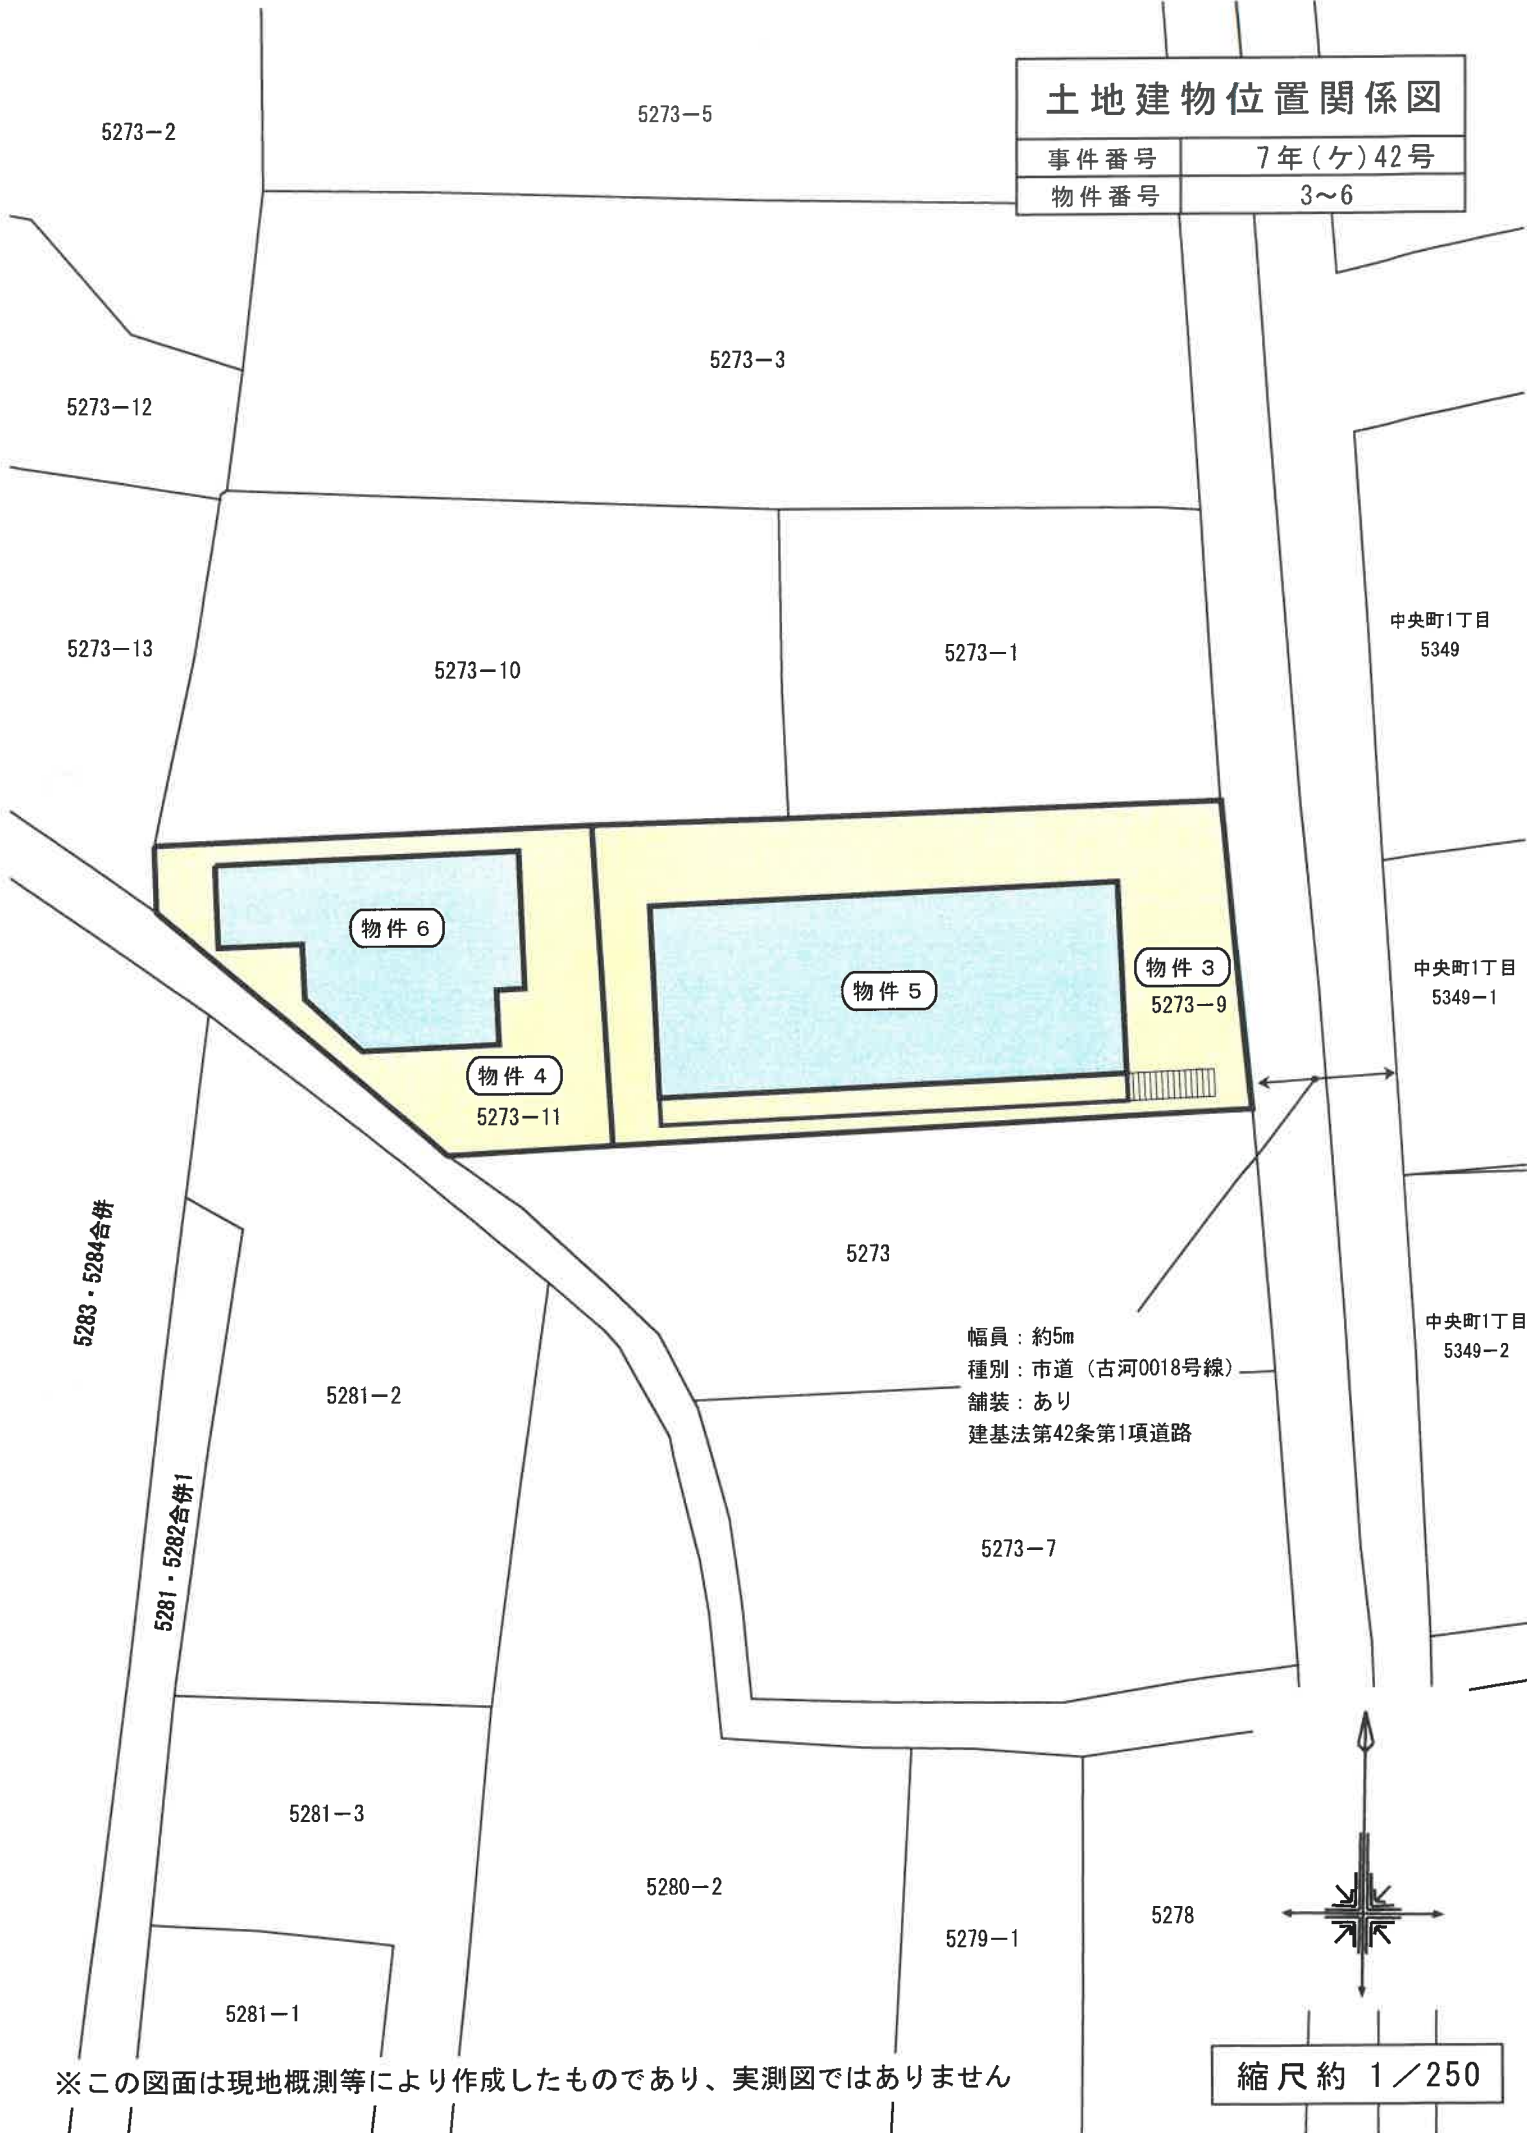 土地建物位置関係図
事件番号 7年(ケ)42号
物件番号 3～6
5273－2
5273－5
5273－3
5273－12
5273－13
5273－10
5273－1
中央町1丁目
5349
物件 6
物件 5
物件 3
5273－9
中央町1丁目
5349－1
物件 4
5273－11
5283・5284合併
5273
中央町1丁目
5349－2
幅員：約5m
種別：市道（古河0018号線）
舗装：あり
建基法第42条第1項道路
5281－2
5281・5282合併1
5273－7
5281－3
5280－2
5279－1
5278
5281－1
※この図面は現地概測等により作成したものであり、実測図ではありません
縮尺約 1／250